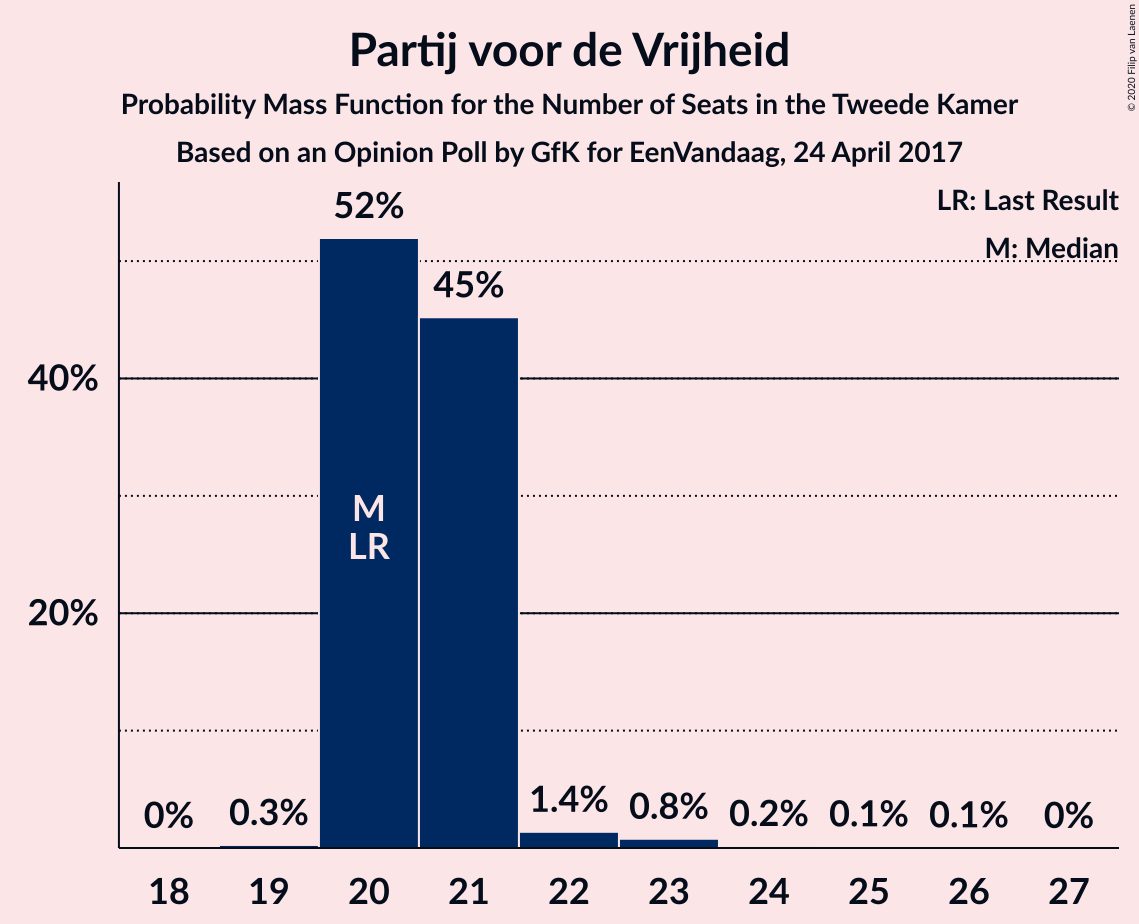 Partij voor de Vrijheid
Probability Mass Function for the Number of Seats in the Tweede Kamer
Based on an Opinion Poll by GfK for EenVandaag, 24 April 2017
© 2020 Filip van Laenen
LR: Last Result
M: Median
52%
45%
40%
M
LR
20%
0%
0.3%
1.4%
0.8%
0.2%
0.1%
0.1%
0%
18
19
20
21
22
23
24
25
26
27